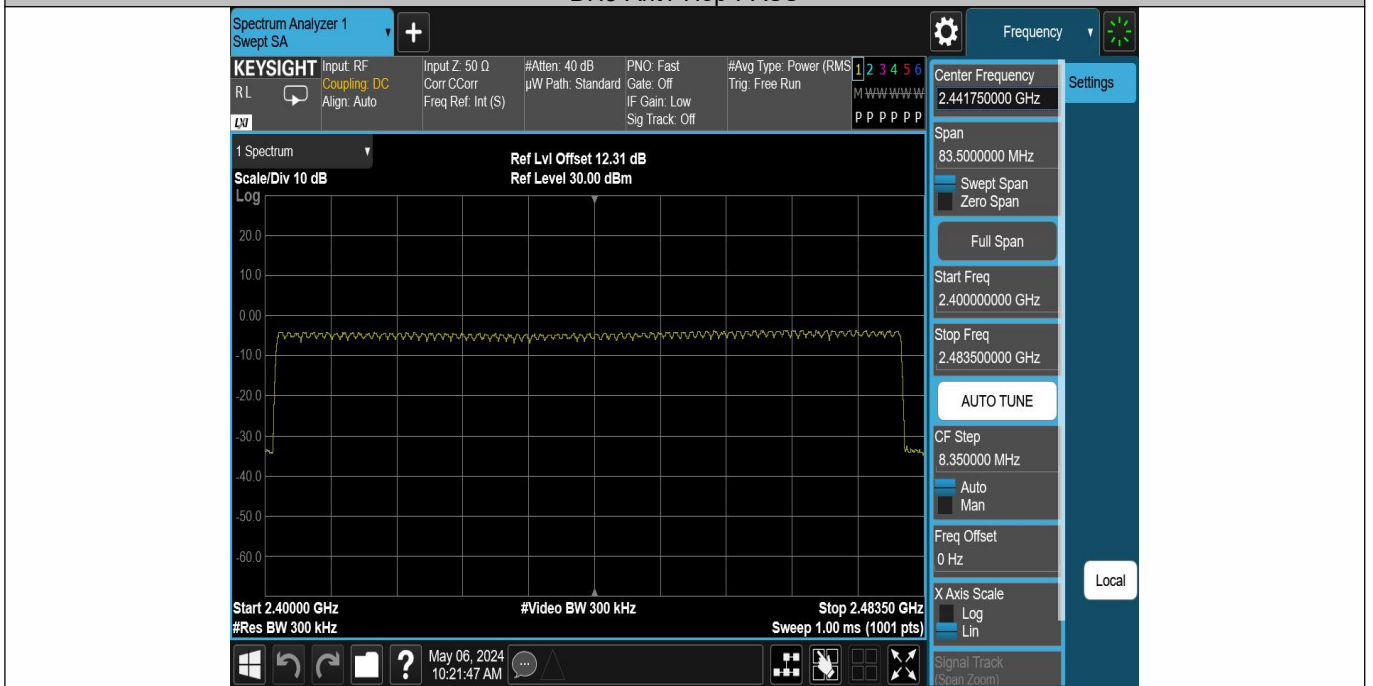 Spectrum Analyzer 1
Swept SA
+
Frequency
KEYSIGHT
RL
LXI
Input: RF
Coupling: DC
Align: Auto
Input Z: 50 Ω
Corr CCorr
Freq Ref: Int (S)
#Atten: 40 dB
µW Path: Standard
PNO: Fast
Gate: Off
IF Gain: Low
Sig Track: Off
#Avg Type: Power (RMS
Trig: Free Run
1 2 3 4 5 6
M W W W W W
P P P P P P
Center Frequency
2.441750000 GHz
Settings
Span
83.5000000 MHz
Swept Span
Zero Span
Full Span
Start Freq
2.400000000 GHz
Stop Freq
2.483500000 GHz
AUTO TUNE
CF Step
8.350000 MHz
Auto
Man
Freq Offset
0 Hz
X Axis Scale
Log
Lin
Signal Track
(Span Zoom)
Local
1 Spectrum
Scale/Div 10 dB
Ref Lvl Offset 12.31 dB
Ref Level 30.00 dBm
Log
20.0
10.0
0.00
-10.0
-20.0
-30.0
-40.0
-50.0
-60.0
Start 2.40000 GHz
#Video BW 300 kHz
Stop 2.48350 GHz
#Res BW 300 kHz
Sweep 1.00 ms (1001 pts)
?
May 06, 2024
10:21:47 AM